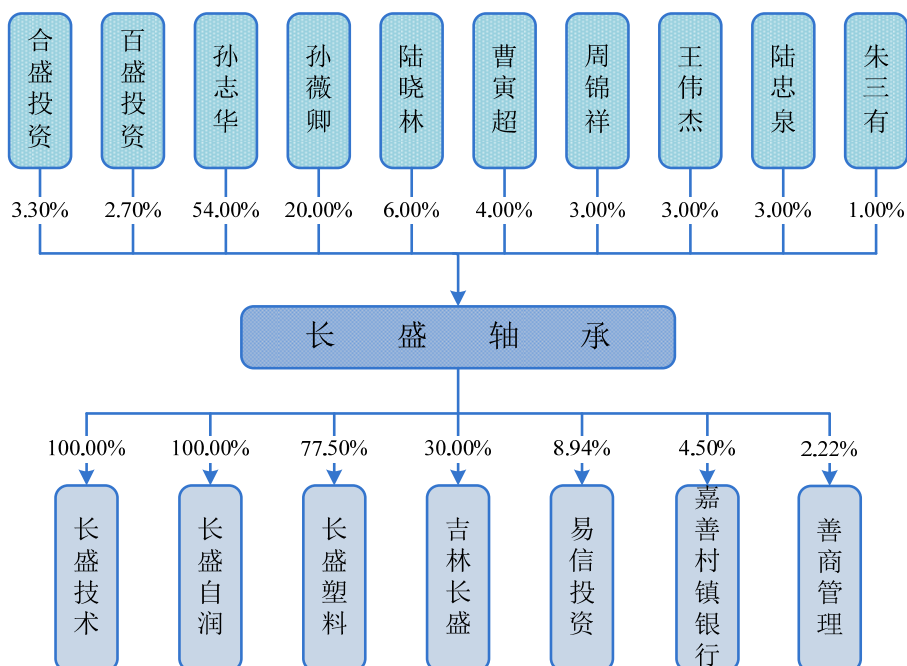 合盛投资
百盛投资
孙志华
孙薇卿
陆晓林
曹寅超
周锦祥
王伟杰
陆忠泉
朱三有
3.30%
2.70%
54.00%
20.00%
6.00%
4.00%
3.00%
3.00%
3.00%
1.00%
长盛轴承
100.00%
100.00%
77.50%
30.00%
8.94%
4.50%
2.22%
长盛技术
长盛自润
长盛塑料
吉林长盛
易信投资
嘉善村镇银行
善商管理